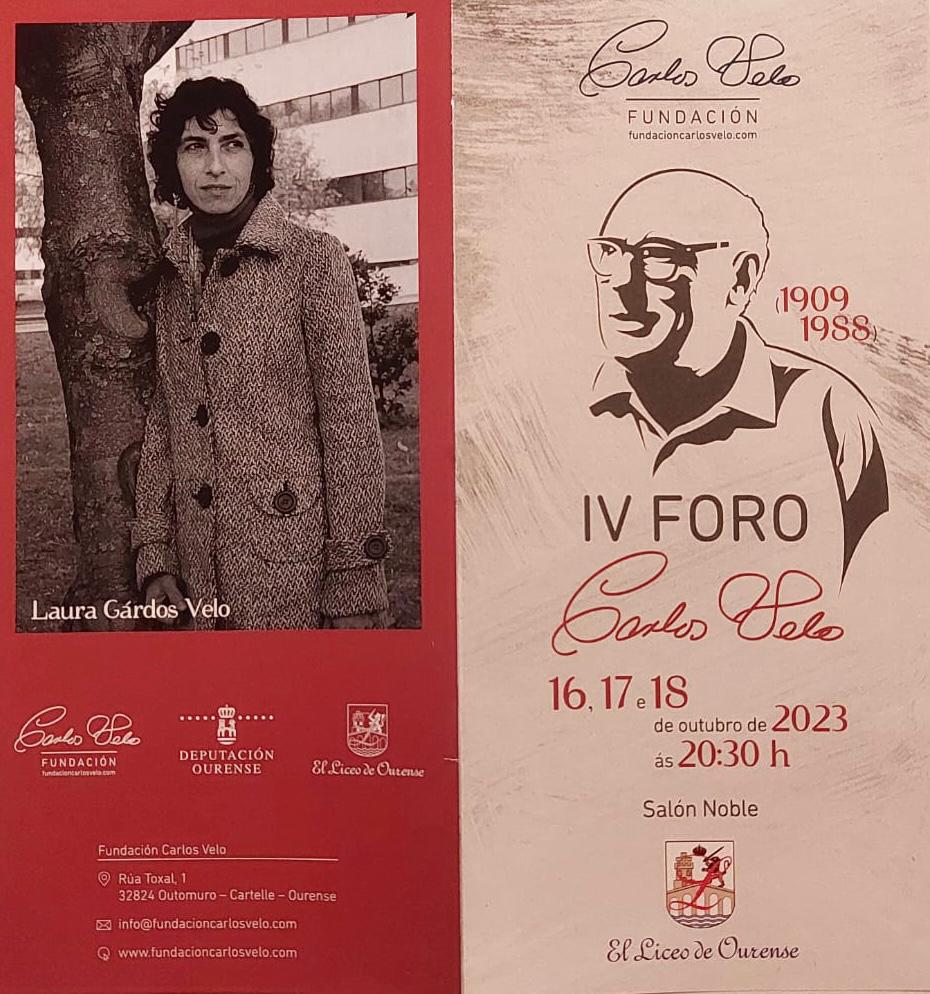 Laura Gárdos Velo
Carlos Velo
FUNDACIÓN
fundacioncarlosvelo.com
DEPUTACIÓN
OURENSE
El Liceo de Ourense
Fundación Carlos Velo
Rúa Toxal, 1
32824 Outomuro – Cartelle – Ourense
info@fundacioncarlosvelo.com
www.fundacioncarlosvelo.com
Carlos Velo
FUNDACIÓN
fundacioncarlosvelo.com
(1909
1988)
IV FORO
Carlos Velo
16, 17 e 18
de outubro de 2023
ás 20:30 h
Salón Noble
El Liceo de Ourense